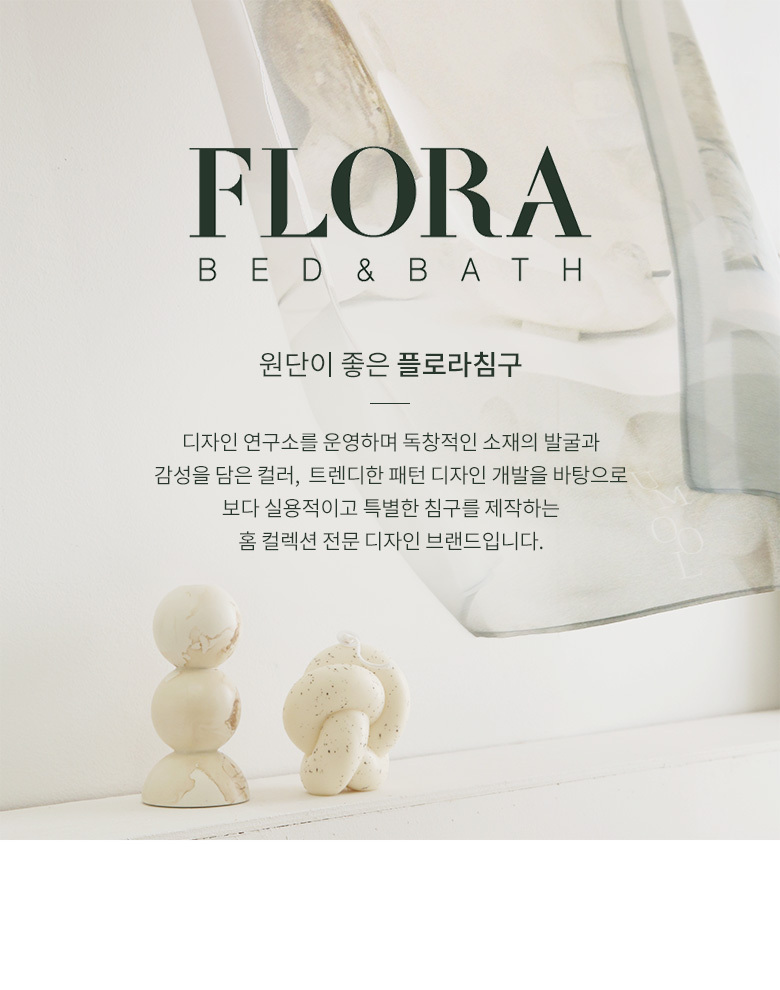 FLORA
BED&BATH
원단이 좋은 플로라침구
디자인 연구소를 운영하며 독창적인 소재의 발굴과
감성을 담은 컬러, 트렌디한 패턴 디자인 개발을 바탕으로
보다 실용적이고 특별한 침구를 제작하는
홈 컬렉션 전문 디자인 브랜드입니다.